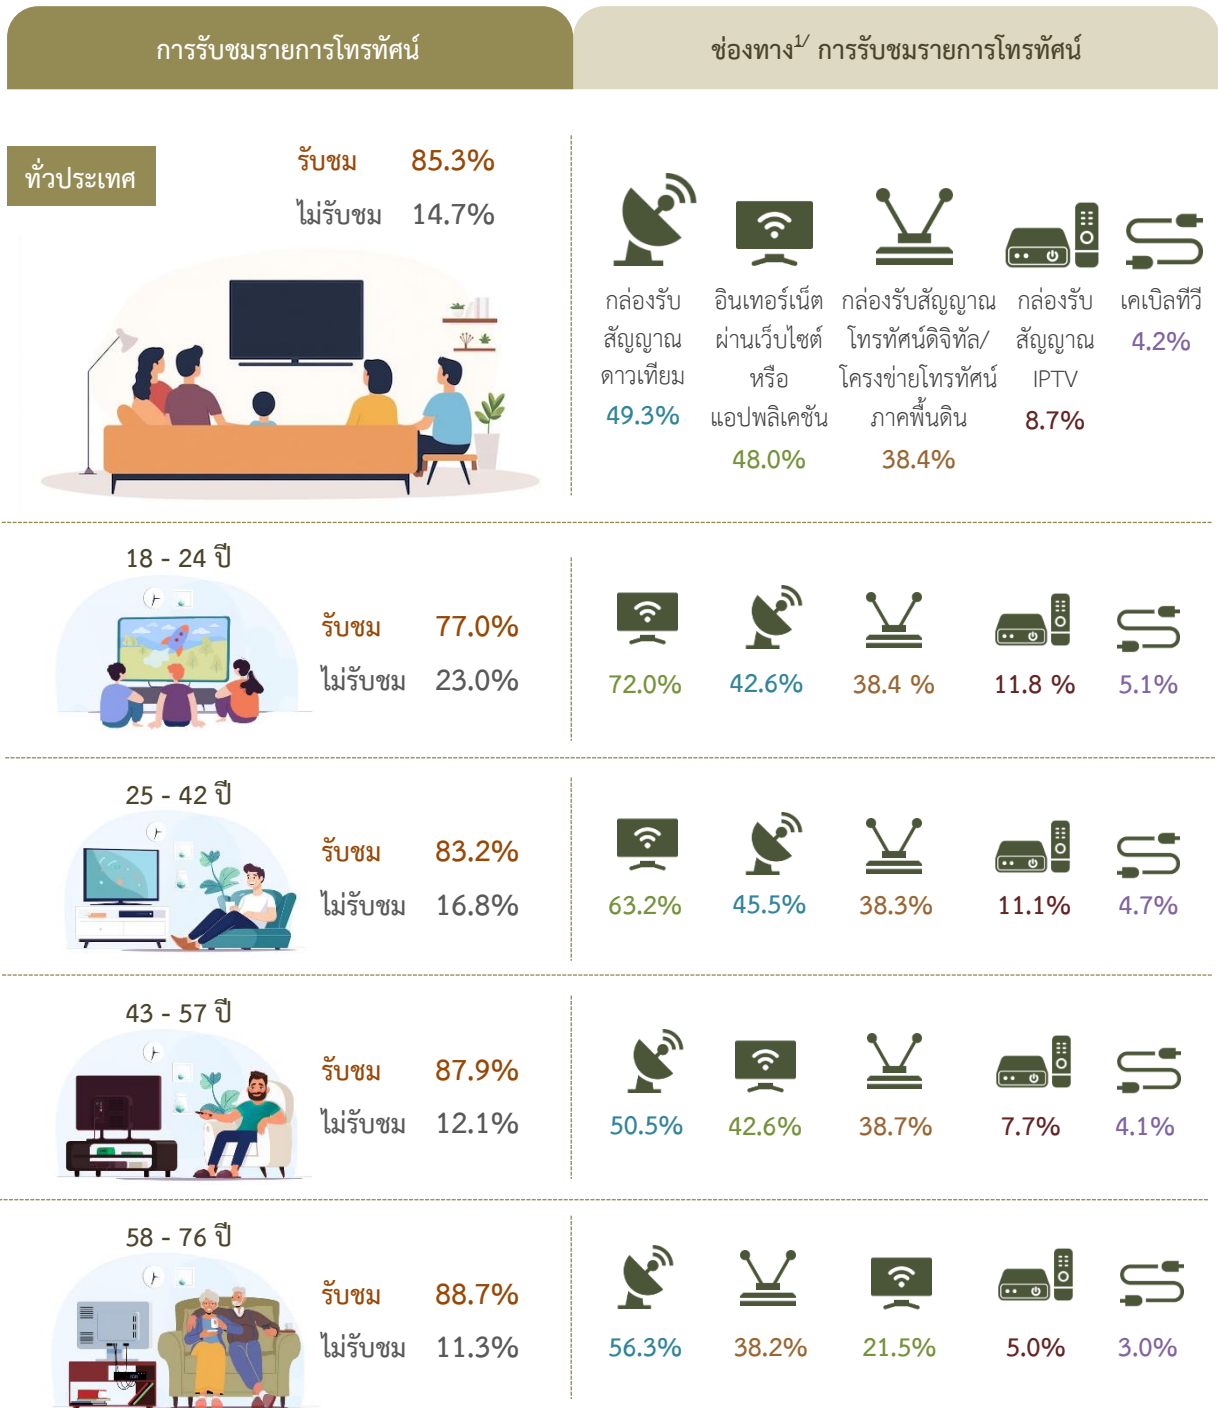 การรับชมรายการโทรทัศน์
ช่องทาง1/ การรับชมรายการโทรทัศน์
ทั่วประเทศ
รับชม 85.3%
ไม่รับชม 14.7%
กล่องรับ
สัญญาณ
ดาวเทียม
49.3%
อินเทอร์เน็ต
ผ่านเว็บไซต์
หรือ
แอปพลิเคชัน
48.0%
กล่องรับสัญญาณ
โทรทัศน์ดิจิทัล/
โครงข่ายโทรทัศน์
ภาคพื้นดิน
38.4%
กล่องรับ
สัญญาณ
IPTV
8.7%
เคเบิลทีวี
4.2%
18 - 24 ปี
รับชม 77.0%
ไม่รับชม 23.0%
72.0% 42.6% 38.4 % 11.8 % 5.1%
25 - 42 ปี
รับชม 83.2%
ไม่รับชม 16.8%
63.2% 45.5% 38.3% 11.1% 4.7%
43 - 57 ปี
รับชม 87.9%
ไม่รับชม 12.1%
50.5% 42.6% 38.7% 7.7% 4.1%
58 - 76 ปี
รับชม 88.7%
ไม่รับชม 11.3%
56.3% 38.2% 21.5% 5.0% 3.0%